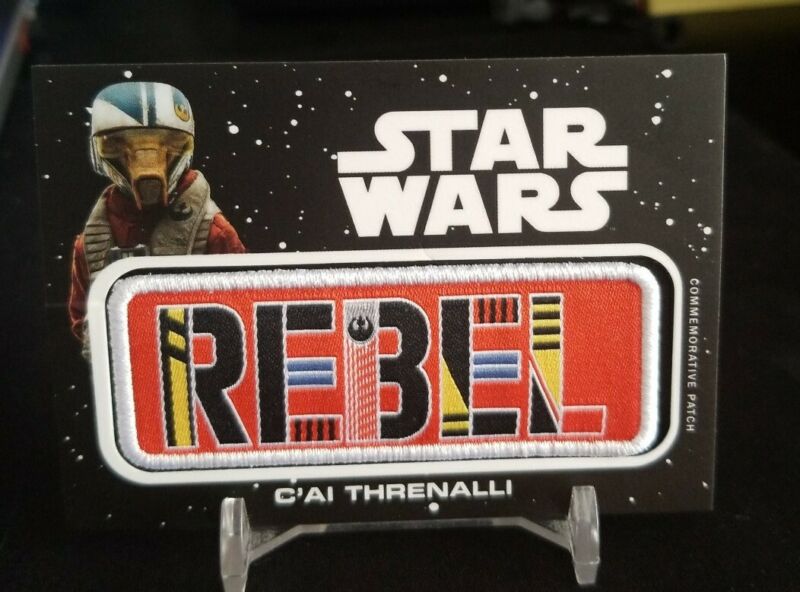 STAR
WARS
REBEL
COMMEMORATIVE PATCH
C'AI THRENALLI